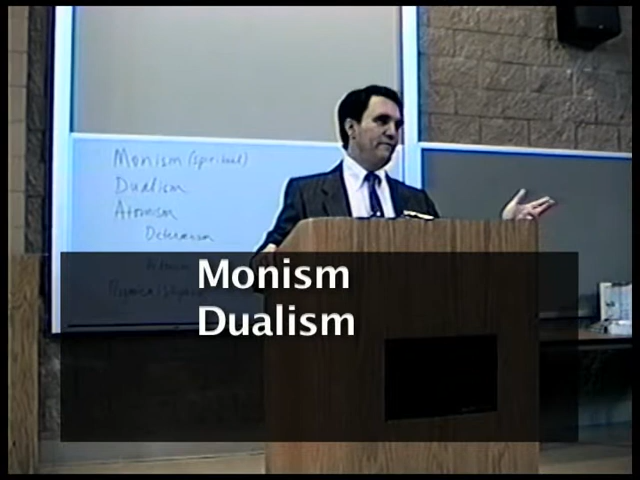 Monism (spiritual)
Dualism
Atomism
Determinism
Monism
Dualism